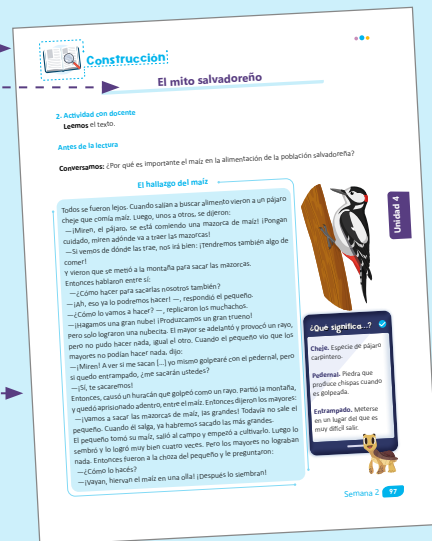 Construcción
El mito salvadoreño
2- Actividad con docente
Leemos el texto.
Antes de la lectura
Conversamos: ¿Por qué es importante el maíz en la alimentación de la población salvadoreña?
El hallazgo del maíz
Todos se fueron lejos. Cuando salían a buscar alimento vieron a un pájaro
cheje que comía maíz. Luego, unos a otros, se dijeron:
—¡Miren, el pájaro, se está comiendo una mazorca de maíz! ¡Pongan
cuidado, miren adónde va a traer las mazorcas!
—Si vemos de dónde las trae, nos irá bien: ¡Tendremos también algo de
comer!
y vieron que se metió a la montaña para sacar las mazorcas.
Entonces hablaron entre sí:
—¿Cómo hacer para sacarlas nosotros también?
—¡Ah, eso ya lo podremos hacer! —, respondió el pequeño.
—¿Cómo lo vamos a hacer? —, replicaron los muchachos.
—¡Hagamos una gran nube! ¡Produzcamos un gran trueno!
Pero solo lograron una nubecita. El mayor se adelantó y provocó un rayo,
pero no pudo hacer nada, igual el otro. Cuando el pequeño vio que los
mayores no podían hacer nada, dijo:
—¡Miren! A ver si me sacan [...] yo mismo golpearé con el pedernal, pero
si quedo entrampado, ¿me sacarán ustedes?
—¡Sí, te sacaremos!
Entonces, causó un huracán que golpeó como un rayo. Partió la montaña,
y quedó aprisionado adentro, entre el maíz. Entonces dijeron los mayores:
—¡Vamos a sacar las mazorcas de maíz, las grandes! Todavía no sale el
pequeño. Cuando él salga, ya habremos sacado las más grandes.
El pequeño tomó su maíz, salió al campo y empezó a cultivarlo. Luego lo
sembró y lo logró muy bien cuatro veces. Pero los mayores no lograban
nada. Entonces fueron a la choza del pequeño y le preguntaron:
—¿Cómo lo hacés?
—¡Vayan, hiervan el maíz en una olla! ¡Después lo siembran!
Unidad 4
¿Qué significa...?
Cheje. Especie de pájaro
carpintero.
Pedernal. Piedra que
produce chispas cuando
es golpeada.
Entrampado. Meterse
en un lugar del que es
muy difícil salir.
Semana 2 97